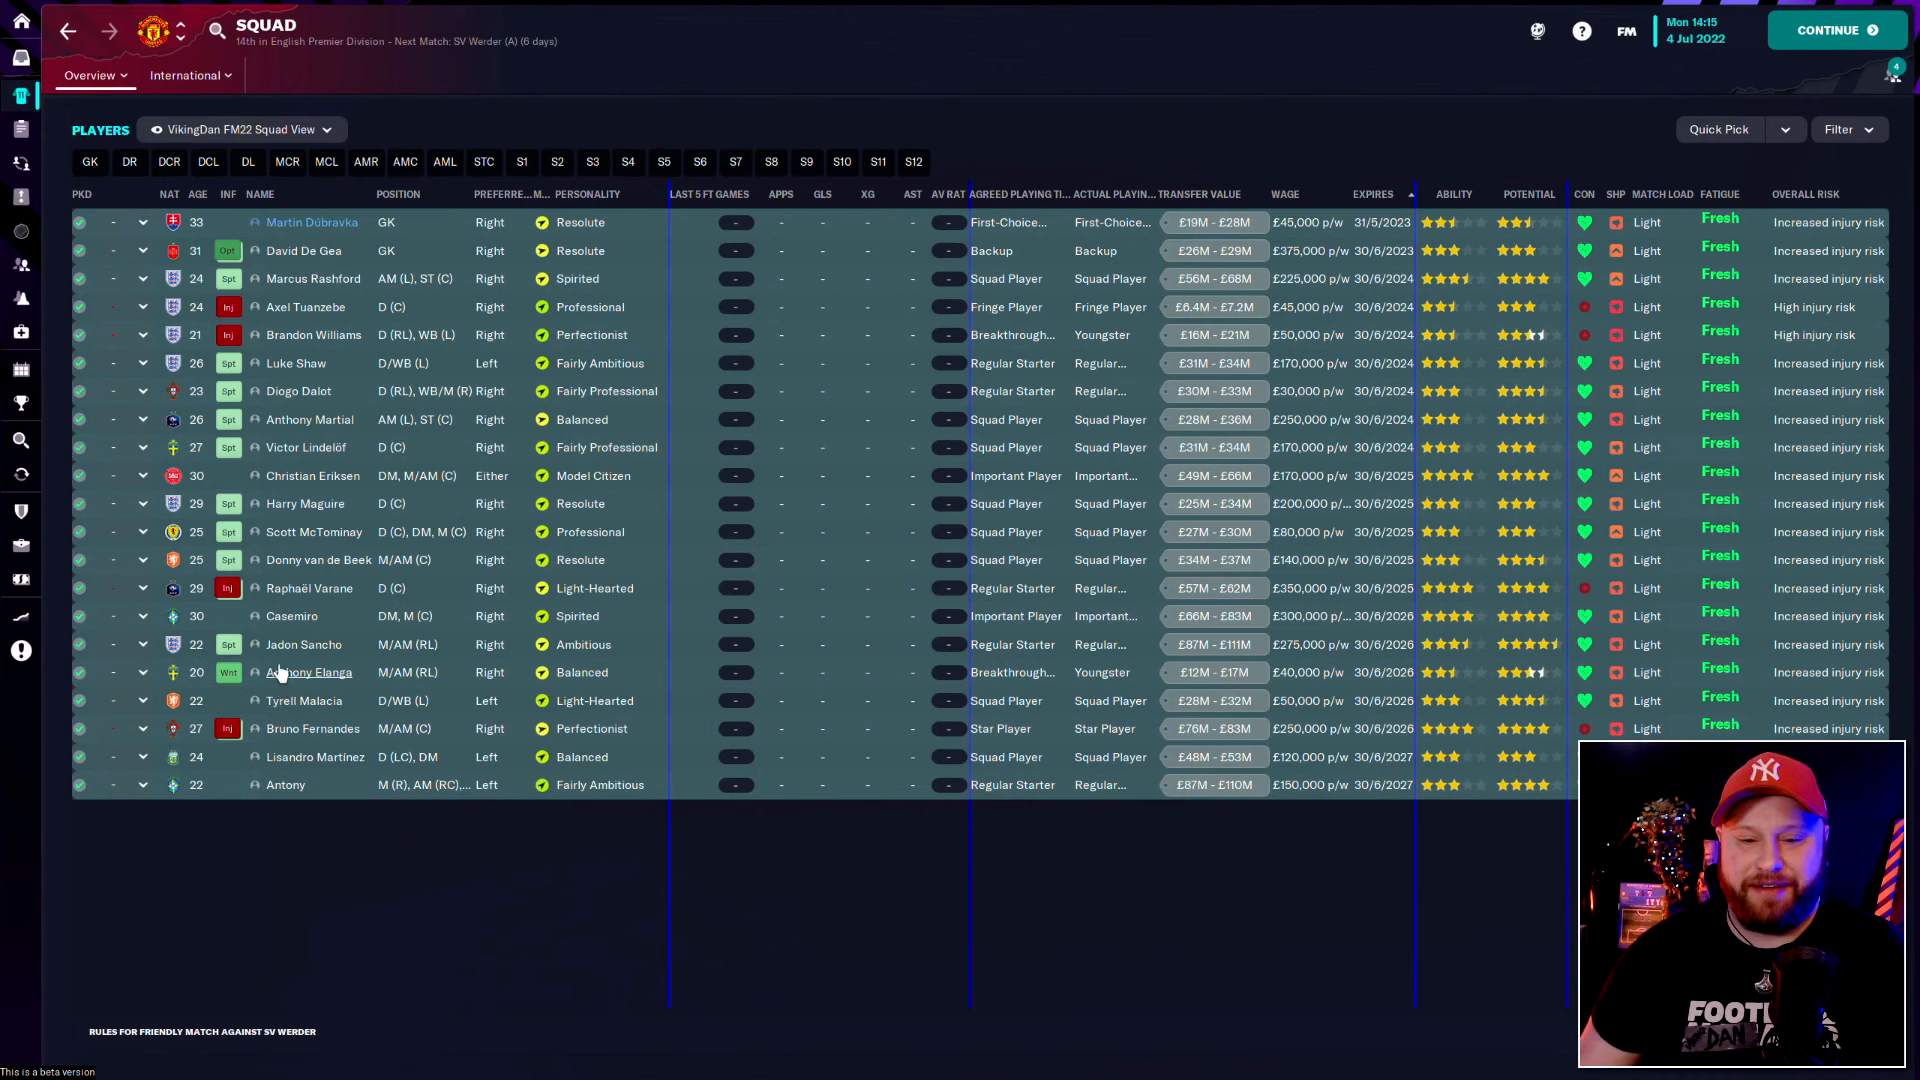 SQUAD
14th in English Premier Division - Next Match: SV Werder (A) (6 days)
FM
Mon 14:15
4 Jul 2022
CONTINUE
4
Overview
International
PLAYERS
VikingDan FM22 Squad View
Quick Pick
Filter
GK DR DCR DCL DL MCR MCL AMR AMC AML STC S1 S2 S3 S4 S5 S6 S7 S8 S9 S10 S11 S12
PKD NAT AGE INF NAME POSITION PREFERRE... M... PERSONALITY LAST 5 FT GAMES APPS GLS XG AST AV RAT AGREED PLAYING TI... ACTUAL PLAYIN... TRANSFER VALUE WAGE EXPIRES ABILITY POTENTIAL CON SHP MATCH LOAD FATIGUE OVERALL RISK
- 33 Martin Dúbravka GK Right Resolute - - - - - - First-Choice... First-Choice... £19M - £28M £45,000 p/w 31/5/2023 Light Fresh Increased injury risk
- 31 Opt David De Gea GK Right Resolute - - - - - - Backup Backup £26M - £29M £375,000 p/w 30/6/2023 Light Fresh Increased injury risk
- 24 Spt Marcus Rashford AM (L), ST (C) Right Spirited - - - - - - Squad Player Squad Player £56M - £68M £225,000 p/w 30/6/2024 Light Fresh Increased injury risk
- 24 Inj Axel Tuanzebe D (C) Right Professional - - - - - - Fringe Player Fringe Player £6.4M - £7.2M £45,000 p/w 30/6/2024 Light Fresh High injury risk
- 21 Inj Brandon Williams D (RL), WB (L) Right Perfectionist - - - - - - Breakthrough... Youngster £16M - £21M £50,000 p/w 30/6/2024 Light Fresh High injury risk
- 26 Spt Luke Shaw D/WB (L) Left Fairly Ambitious - - - - - - Regular Starter Regular... £31M - £34M £170,000 p/w 30/6/2024 Light Fresh Increased injury risk
- 23 Spt Diogo Dalot D (RL), WB/M (R) Right Fairly Professional - - - - - - Regular Starter Regular... £30M - £33M £30,000 p/w 30/6/2024 Light Fresh Increased injury risk
- 26 Spt Anthony Martial AM (L), ST (C) Right Balanced - - - - - - Squad Player Squad Player £28M - £36M £250,000 p/w 30/6/2024 Light Fresh Increased injury risk
- 27 Spt Victor Lindelöf D (C) Right Fairly Professional - - - - - - Squad Player Squad Player £31M - £34M £170,000 p/w 30/6/2024 Light Fresh Increased injury risk
- 30 Christian Eriksen DM, M/AM (C) Either Model Citizen - - - - - - Important Player Important... £49M - £66M £170,000 p/w 30/6/2025 Light Fresh Increased injury risk
- 29 Spt Harry Maguire D (C) Right Resolute - - - - - - Squad Player Squad Player £25M - £34M £200,000 p/... 30/6/2025 Light Fresh Increased injury risk
- 25 Spt Scott McTominay D (C), DM, M (C) Right Professional - - - - - - Squad Player Squad Player £27M - £30M £80,000 p/w 30/6/2025 Light Fresh Increased injury risk
- 25 Spt Donny van de Beek M/AM (C) Right Resolute - - - - - - Squad Player Squad Player £34M - £37M £140,000 p/w 30/6/2025 Light Fresh Increased injury risk
- 29 Inj Raphaël Varane D (C) Right Light-Hearted - - - - - - Regular Starter Regular... £57M - £62M £350,000 p/w 30/6/2025 Light Fresh Increased injury risk
- 30 Casemiro DM, M (C) Right Spirited - - - - - - Important Player Important... £66M - £83M £300,000 p/... 30/6/2026 Light Fresh Increased injury risk
- 22 Spt Jadon Sancho M/AM (RL) Right Ambitious - - - - - - Regular Starter Regular... £87M - £111M £275,000 p/w 30/6/2026 Light Fresh Increased injury risk
- 20 Wnt Anthony Elanga M/AM (RL) Right Balanced - - - - - - Breakthrough... Youngster £12M - £17M £40,000 p/w 30/6/2026 Light Fresh Increased injury risk
- 22 Tyrell Malacia D/WB (L) Left Light-Hearted - - - - - - Squad Player Squad Player £28M - £32M £50,000 p/w 30/6/2026 Light Fresh Increased injury risk
- 27 Inj Bruno Fernandes M/AM (C) Right Perfectionist - - - - - - Star Player Star Player £76M - £83M £250,000 p/w 30/6/2026 Light Fresh Increased injury risk
- 24 Lisandro Martínez D (LC), DM Left Balanced - - - - - - Squad Player Squad Player £48M - £53M £120,000 p/w 30/6/2027
- 22 Antony M (R), AM (RC),... Left Fairly Ambitious - - - - - - Regular Starter Regular... £87M - £110M £150,000 p/w 30/6/2027
RULES FOR FRIENDLY MATCH AGAINST SV WERDER
This is a beta version
NY
DAN